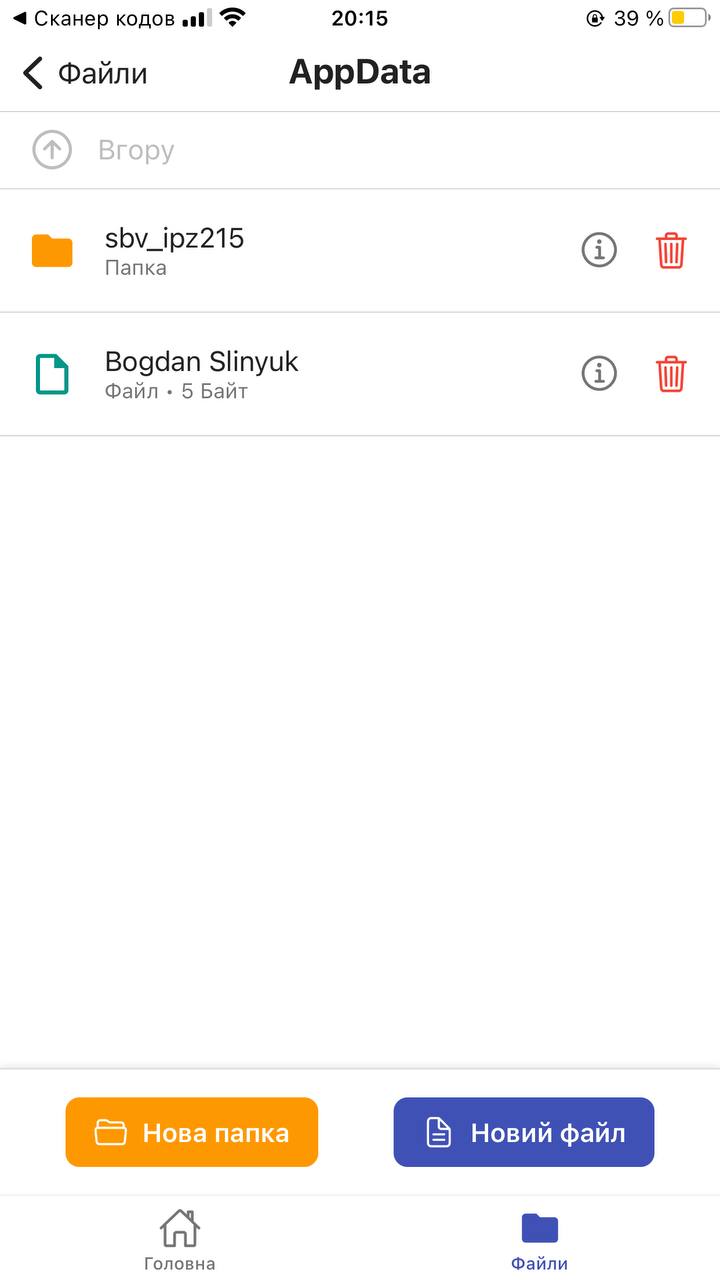 ◀ Сканер кодов 20:15 39 %
Файли AppData
Вгору
sbv_ipz215
Папка
Bogdan Slinyuk
Файл • 5 Байт
Нова папка Новий файл
Головна Файли